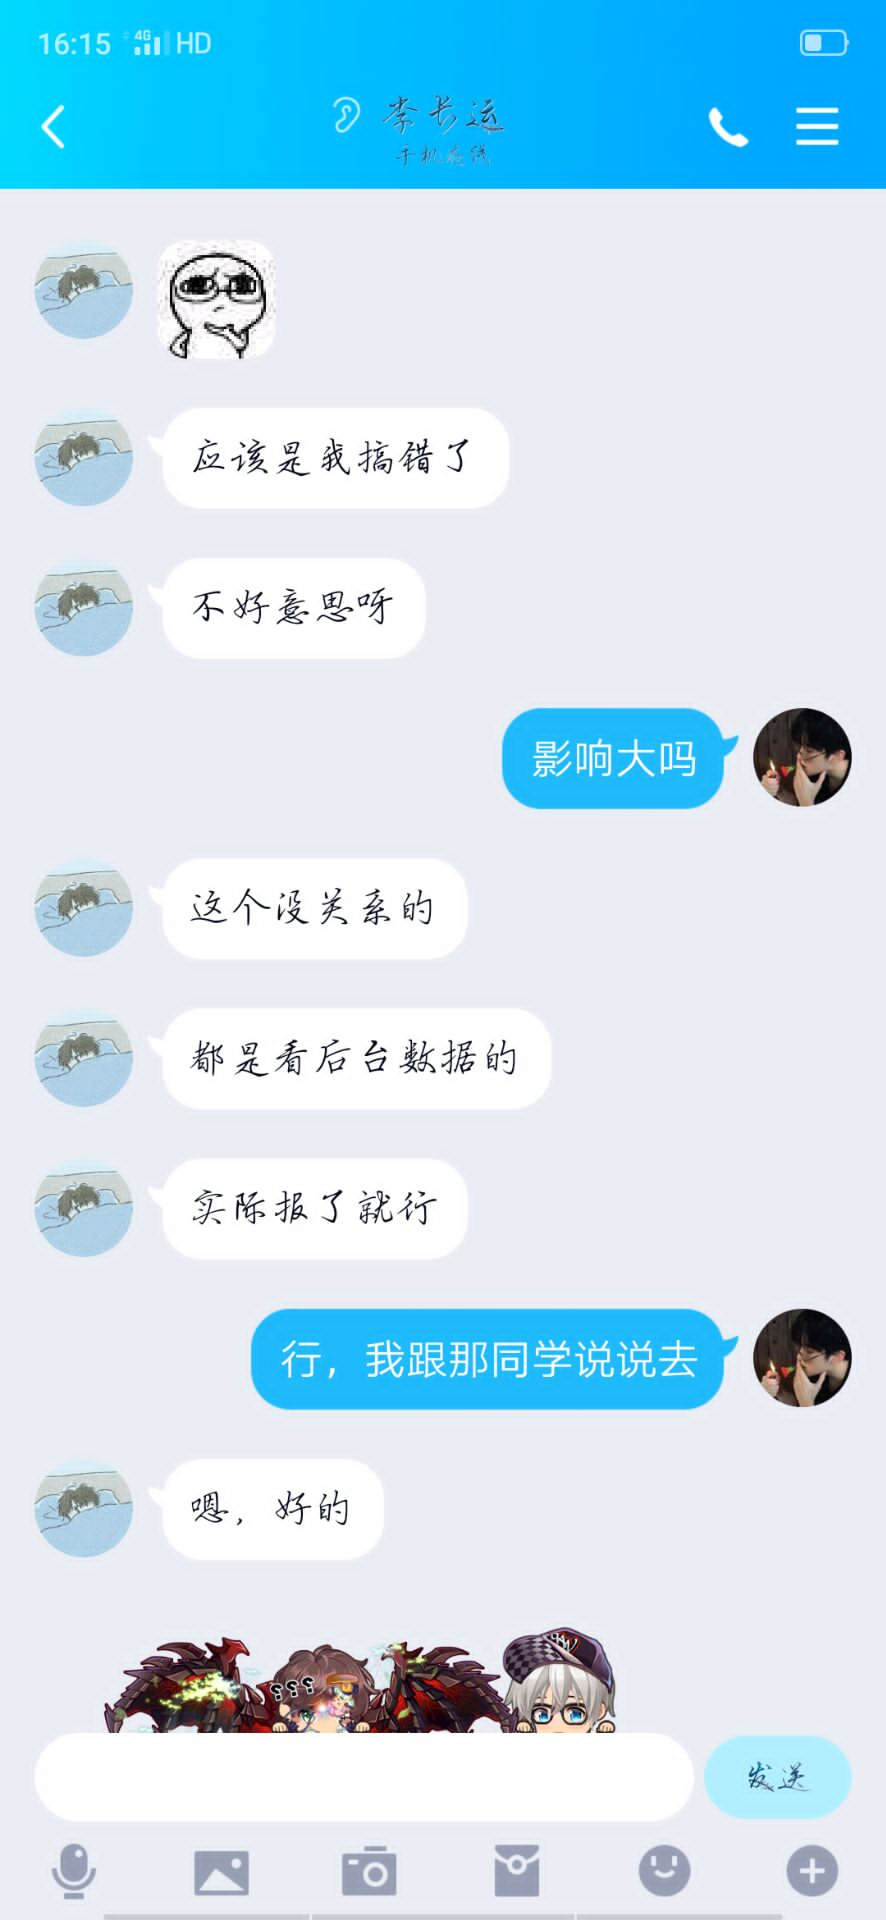 16:15 4G HD
李长运
手机在线
应该是我搞错了
不好意思呀
影响大吗
这个没关系的
都是看后台数据的
实际报了就行
行，我跟那同学说说去
嗯，好的
???
发送